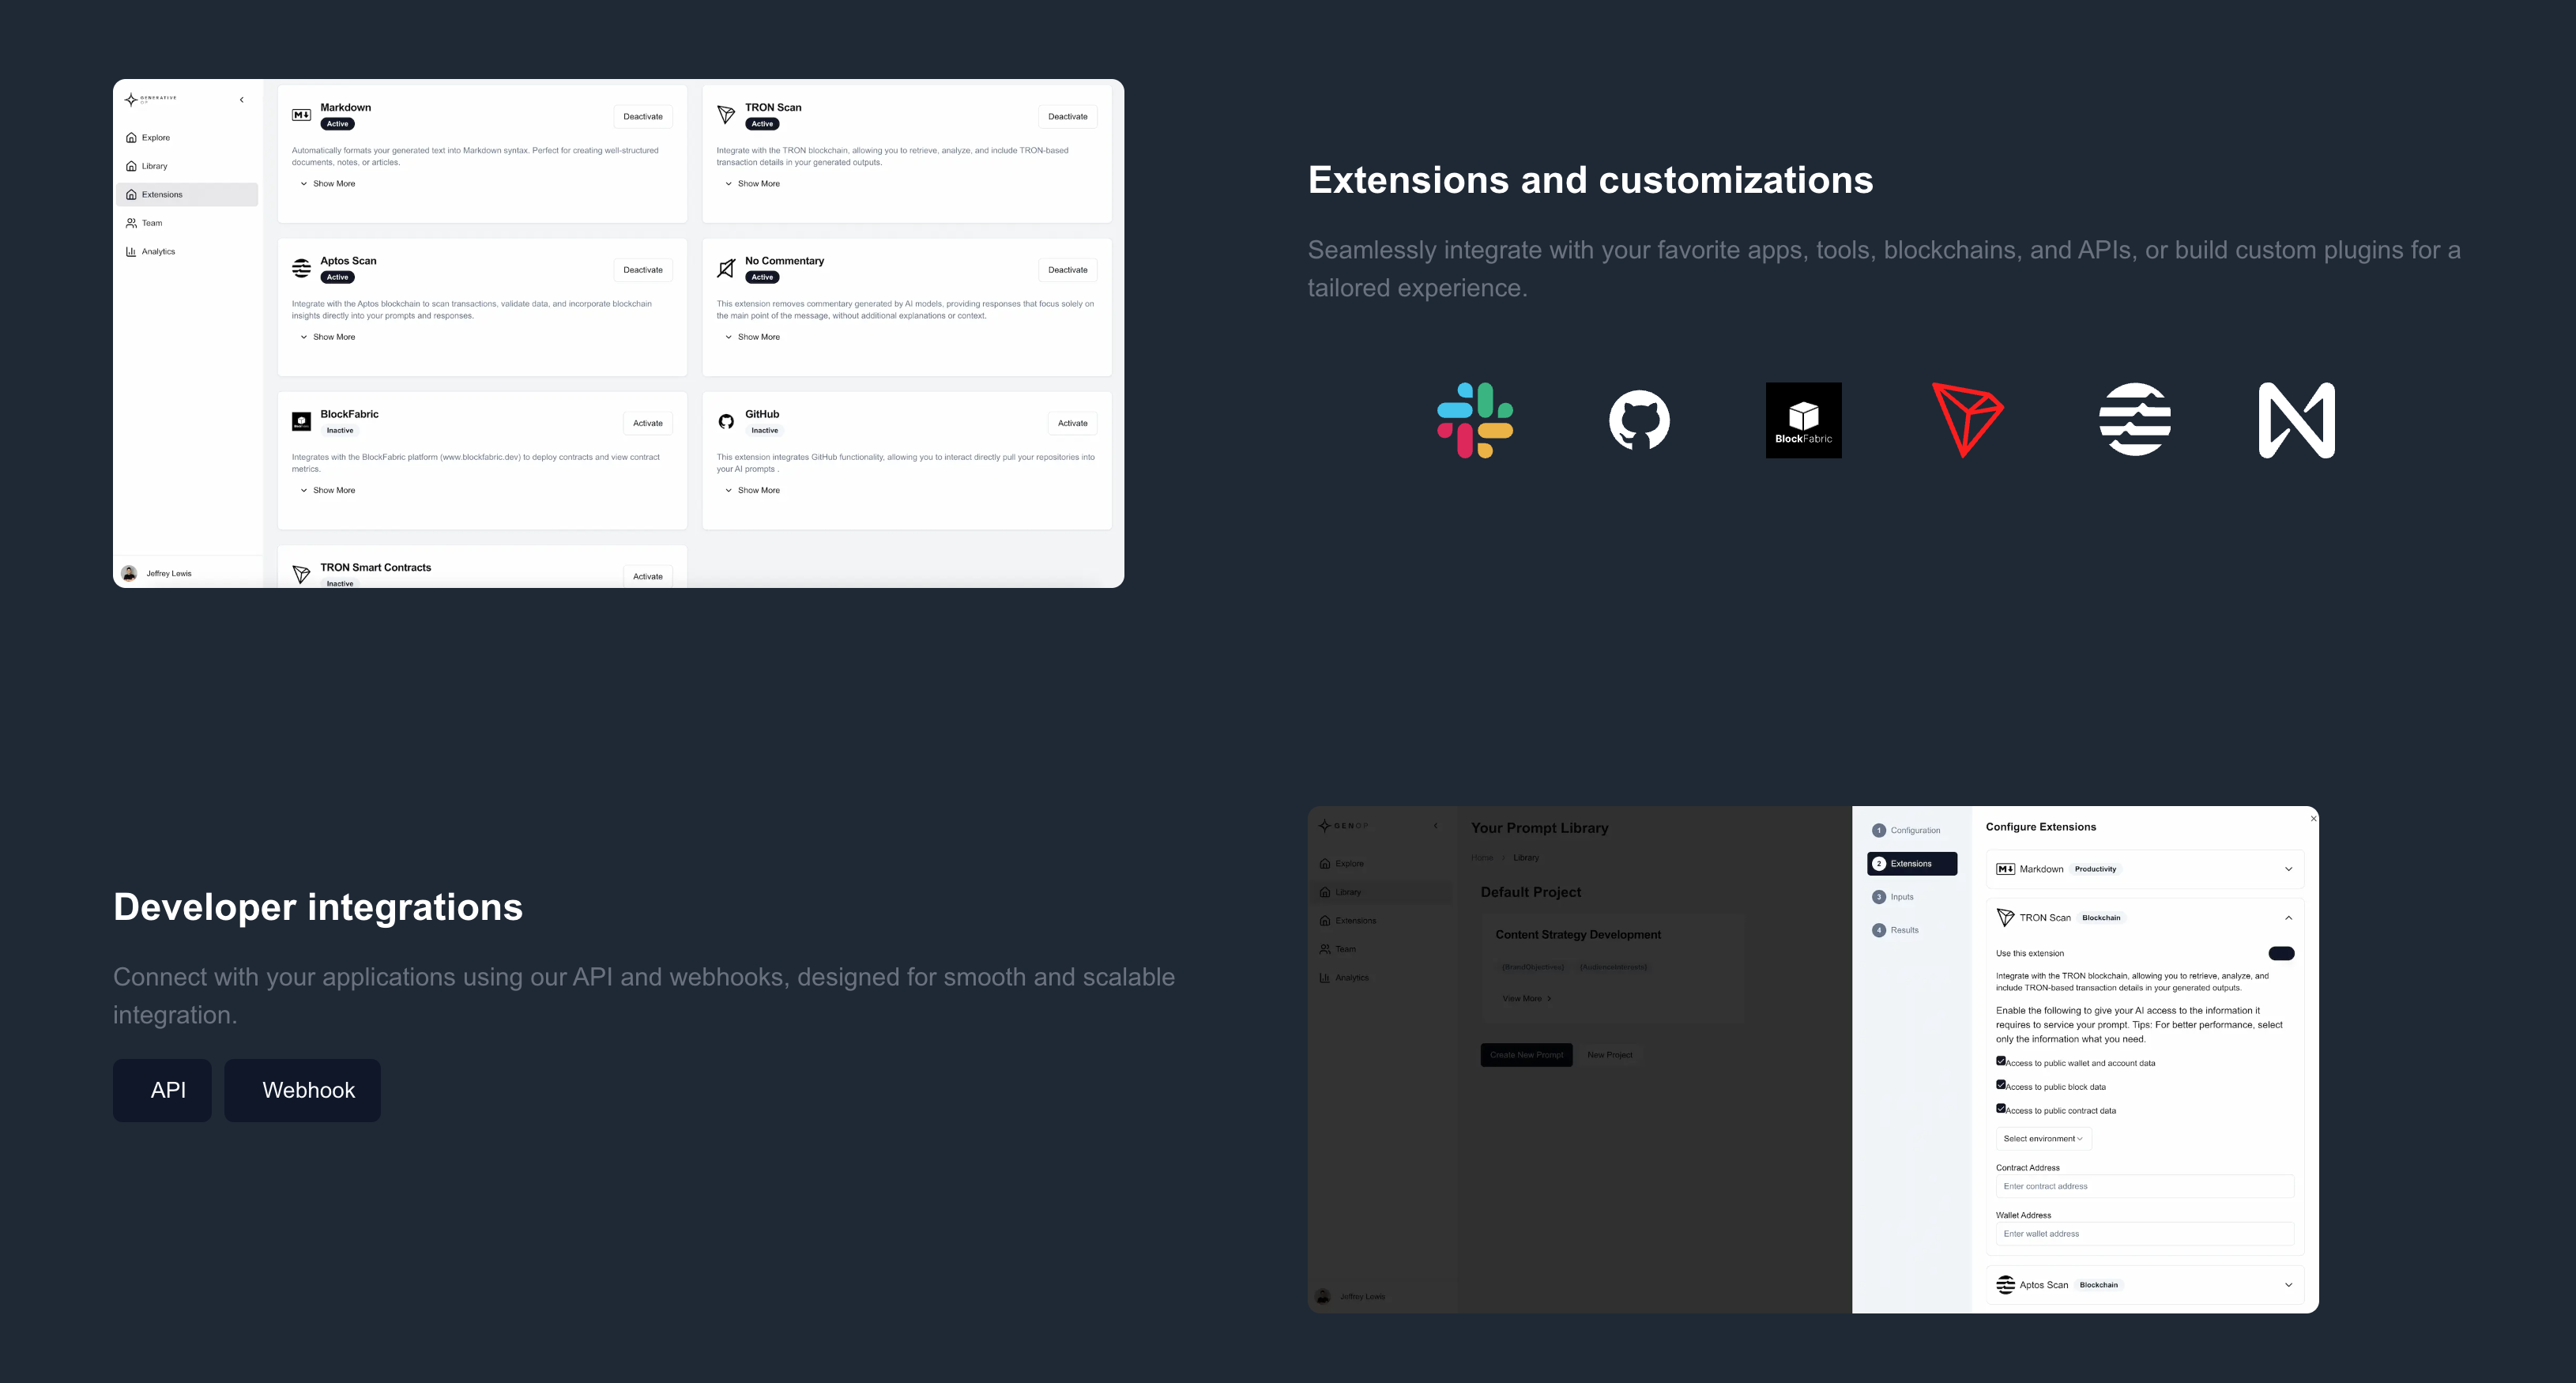 GENERATIVE
OP
Explore
Library
Extensions
Team
Analytics
Jeffrey Lewis
Markdown
Active
Deactivate
Automatically formats your generated text into Markdown syntax. Perfect for creating well-structured
documents, notes, or articles.
Show More
TRON Scan
Active
Deactivate
Integrate with the TRON blockchain, allowing you to retrieve, analyze, and include TRON-based
transaction details in your generated outputs.
Show More
Aptos Scan
Active
Deactivate
Integrate with the Aptos blockchain to scan transactions, validate data, and incorporate blockchain
insights directly into your prompts and responses.
Show More
No Commentary
Active
Deactivate
This extension removes commentary generated by AI models, providing responses that focus solely on
the main point of the message, without additional explanations or context.
Show More
BlockFabric
Inactive
Activate
Integrates with the BlockFabric platform (www.blockfabric.dev) to deploy contracts and view contract
metrics.
Show More
GitHub
Inactive
Activate
This extension integrates GitHub functionality, allowing you to interact directly pull your repositories into
your AI prompts .
Show More
TRON Smart Contracts
Inactive
Activate
Extensions and customizations
Seamlessly integrate with your favorite apps, tools, blockchains, and APIs, or build custom plugins for a
tailored experience.
BlockFabric
Developer integrations
Connect with your applications using our API and webhooks, designed for smooth and scalable
integration.
API
Webhook
GENOP
Explore
Library
Extensions
Team
Analytics
Jeffrey Lewis
Your Prompt Library
Home > Library
Default Project
Content Strategy Development
View More >
Create New Prompt
New Project
1 Configuration
2 Extensions
3 Inputs
4 Results
Configure Extensions
Markdown Productivity
TRON Scan Blockchain
Use this extension
Integrate with the TRON blockchain, allowing you to retrieve, analyze, and
include TRON-based transaction details in your generated outputs.
Enable the following to give your AI access to the information it
requires to service your prompt. Tips: For better performance, select
only the information what you need.
Access to public wallet and account data
Access to public block data
Access to public contract data
Select environment
Contract Address
Enter contract address
Wallet Address
Enter wallet address
Aptos Scan Blockchain